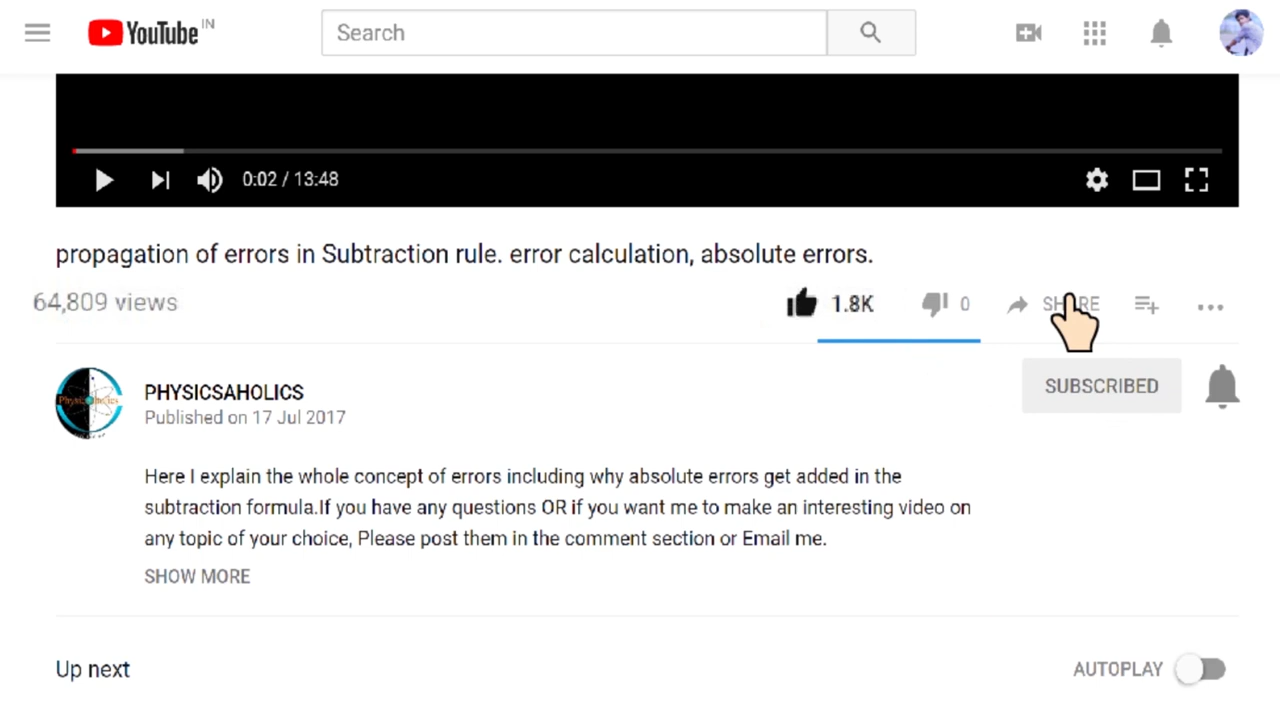 YouTube IN
Search
0:02 / 13:48
propagation of errors in Subtraction rule. error calculation, absolute errors.
64,809 views
1.8K
0
SHARE
SUBSCRIBED
PHYSICSAHOLICS
Published on 17 Jul 2017
Here I explain the whole concept of errors including why absolute errors get added in the
subtraction formula.If you have any questions OR if you want me to make an interesting video on
any topic of your choice, Please post them in the comment section or Email me.
SHOW MORE
Up next
AUTOPLAY